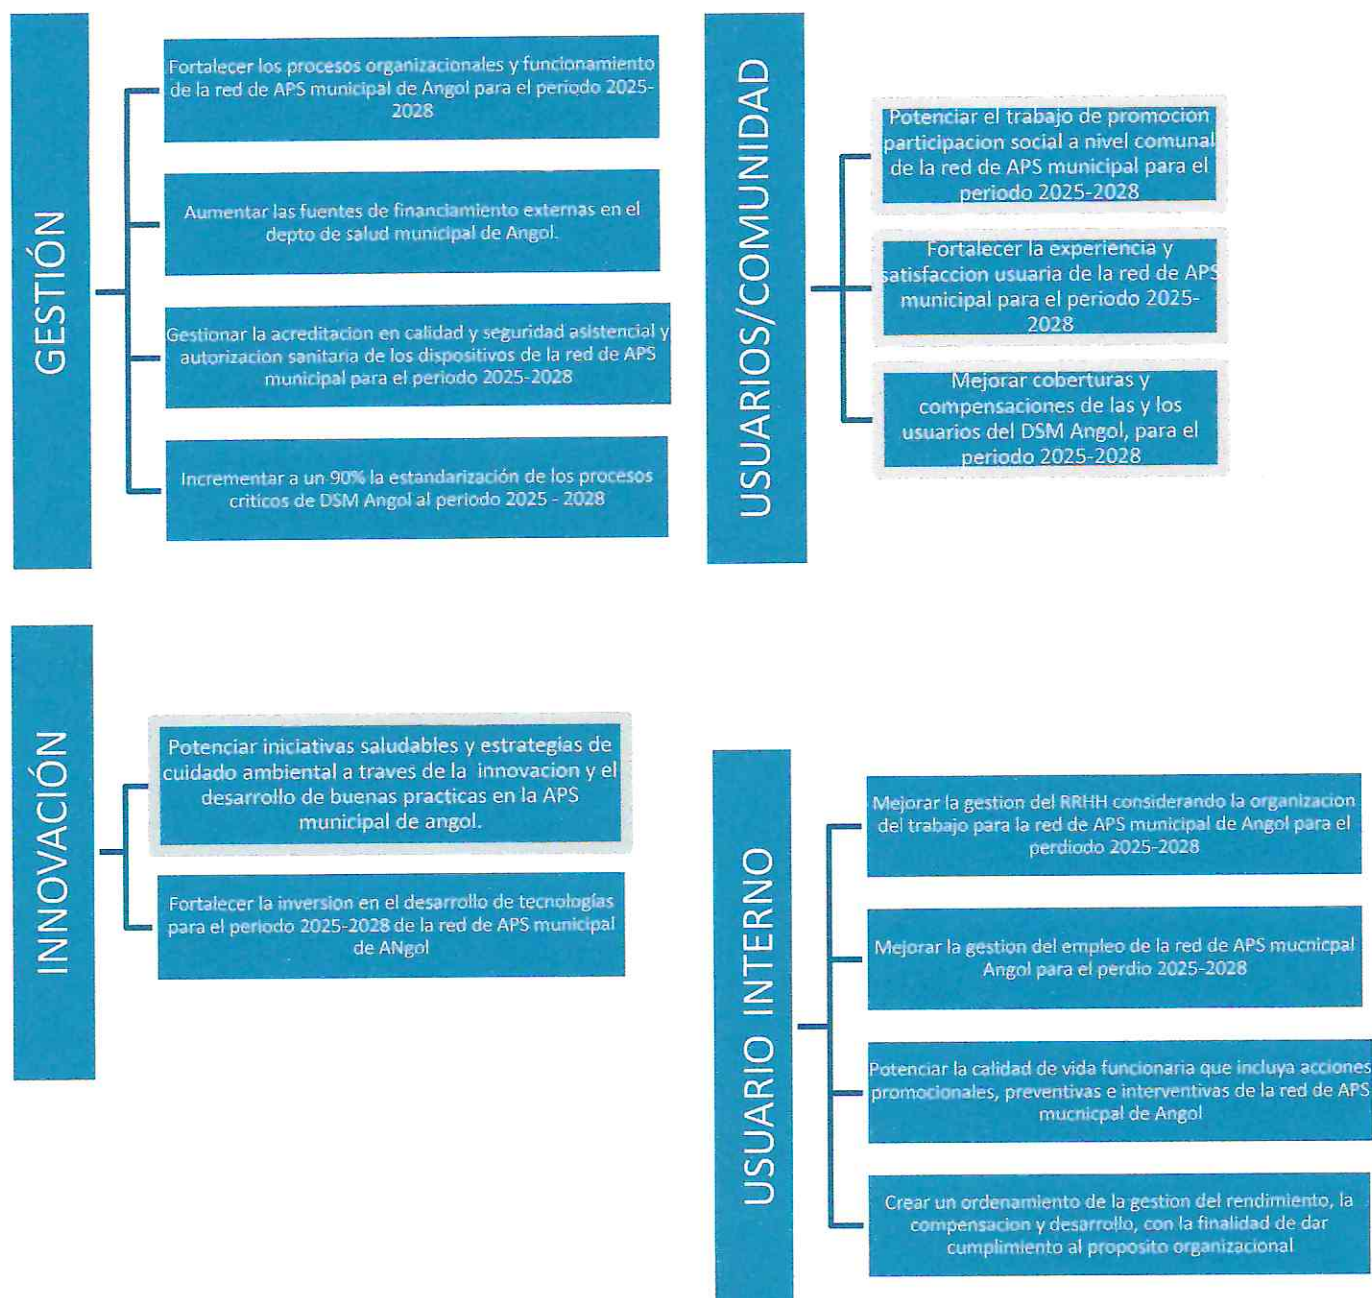 GESTIÓN
Fortalecer los procesos organizacionales y funcionamiento
de la red de APS municipal de Angol para el periodo 2025-
2028
Aumentar las fuentes de financiamiento externas en el
depto de salud municipal de Angol.
Gestionar la acreditacion en calidad y seguridad asistencial y
autorizacion sanitaria de los dispositivos de la red de APS
municipal para el periodo 2025-2028
Incrementar a un 90% la estandarización de los procesos
criticos de DSM Angol al periodo 2025 - 2028
USUARIOS/COMUNIDAD
Potenciar el trabajo de promocion
participacion social a nivel comunal
de la red de APS municipal para el
periodo 2025-2028
Fortalecer la experiencia y
satisfaccion usuaria de la red de APS
municipal para el periodo 2025-
2028
Mejorar coberturas y
compensaciones de las y los
usuarios del DSM Angol, para el
periodo 2025-2028
INNOVACIÓN
Potenciar iniciativas saludables y estrategias de
cuidado ambiental a traves de la innovacion y el
desarrollo de buenas practicas en la APS
municipal de angol.
Fortalecer la inversion en el desarrollo de tecnologías
para el periodo 2025-2028 de la red de APS municipal
de ANgol
USUARIO INTERNO
Mejorar la gestion del RRHH considerando la organizacion
del trabajo para la red de APS municipal de Angol para el
perdiodo 2025-2028
Mejorar la gestion del empleo de la red de APS mucnicpal
Angol para el perdio 2025-2028
Potenciar la calidad de vida funcionaria que incluya acciones
promocionales, preventivas e interventivas de la red de APS
mucnicpal de Angol
Crear un ordenamiento de la gestion del rendimiento, la
compensacion y desarrollo, con la finalidad de dar
cumplimiento al proposito organizacional